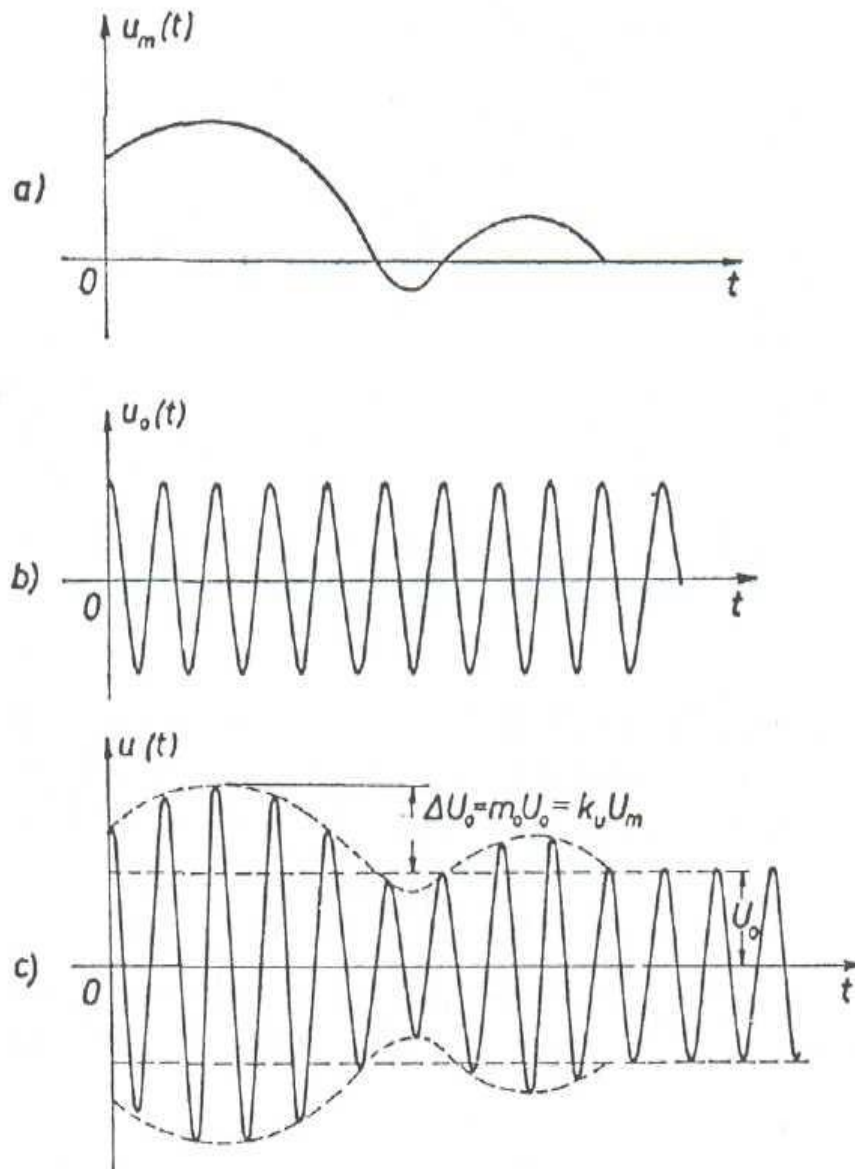 u_m(t)
a)
0
t
u_o(t)
b)
0
t
u(t)
ΔU_o=m_oU_o=k_uU_m
U_o
c)
0
t